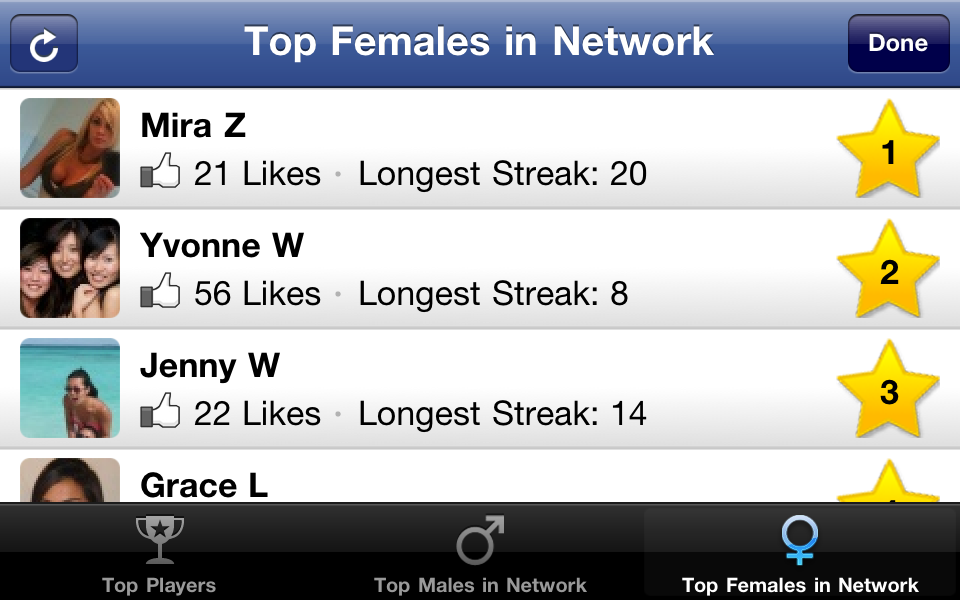 Top Females in Network
Done
Mira Z
21 Likes · Longest Streak: 20
1
Yvonne W
56 Likes · Longest Streak: 8
2
Jenny W
22 Likes · Longest Streak: 14
3
Grace L
Top Players
Top Males in Network
Top Females in Network